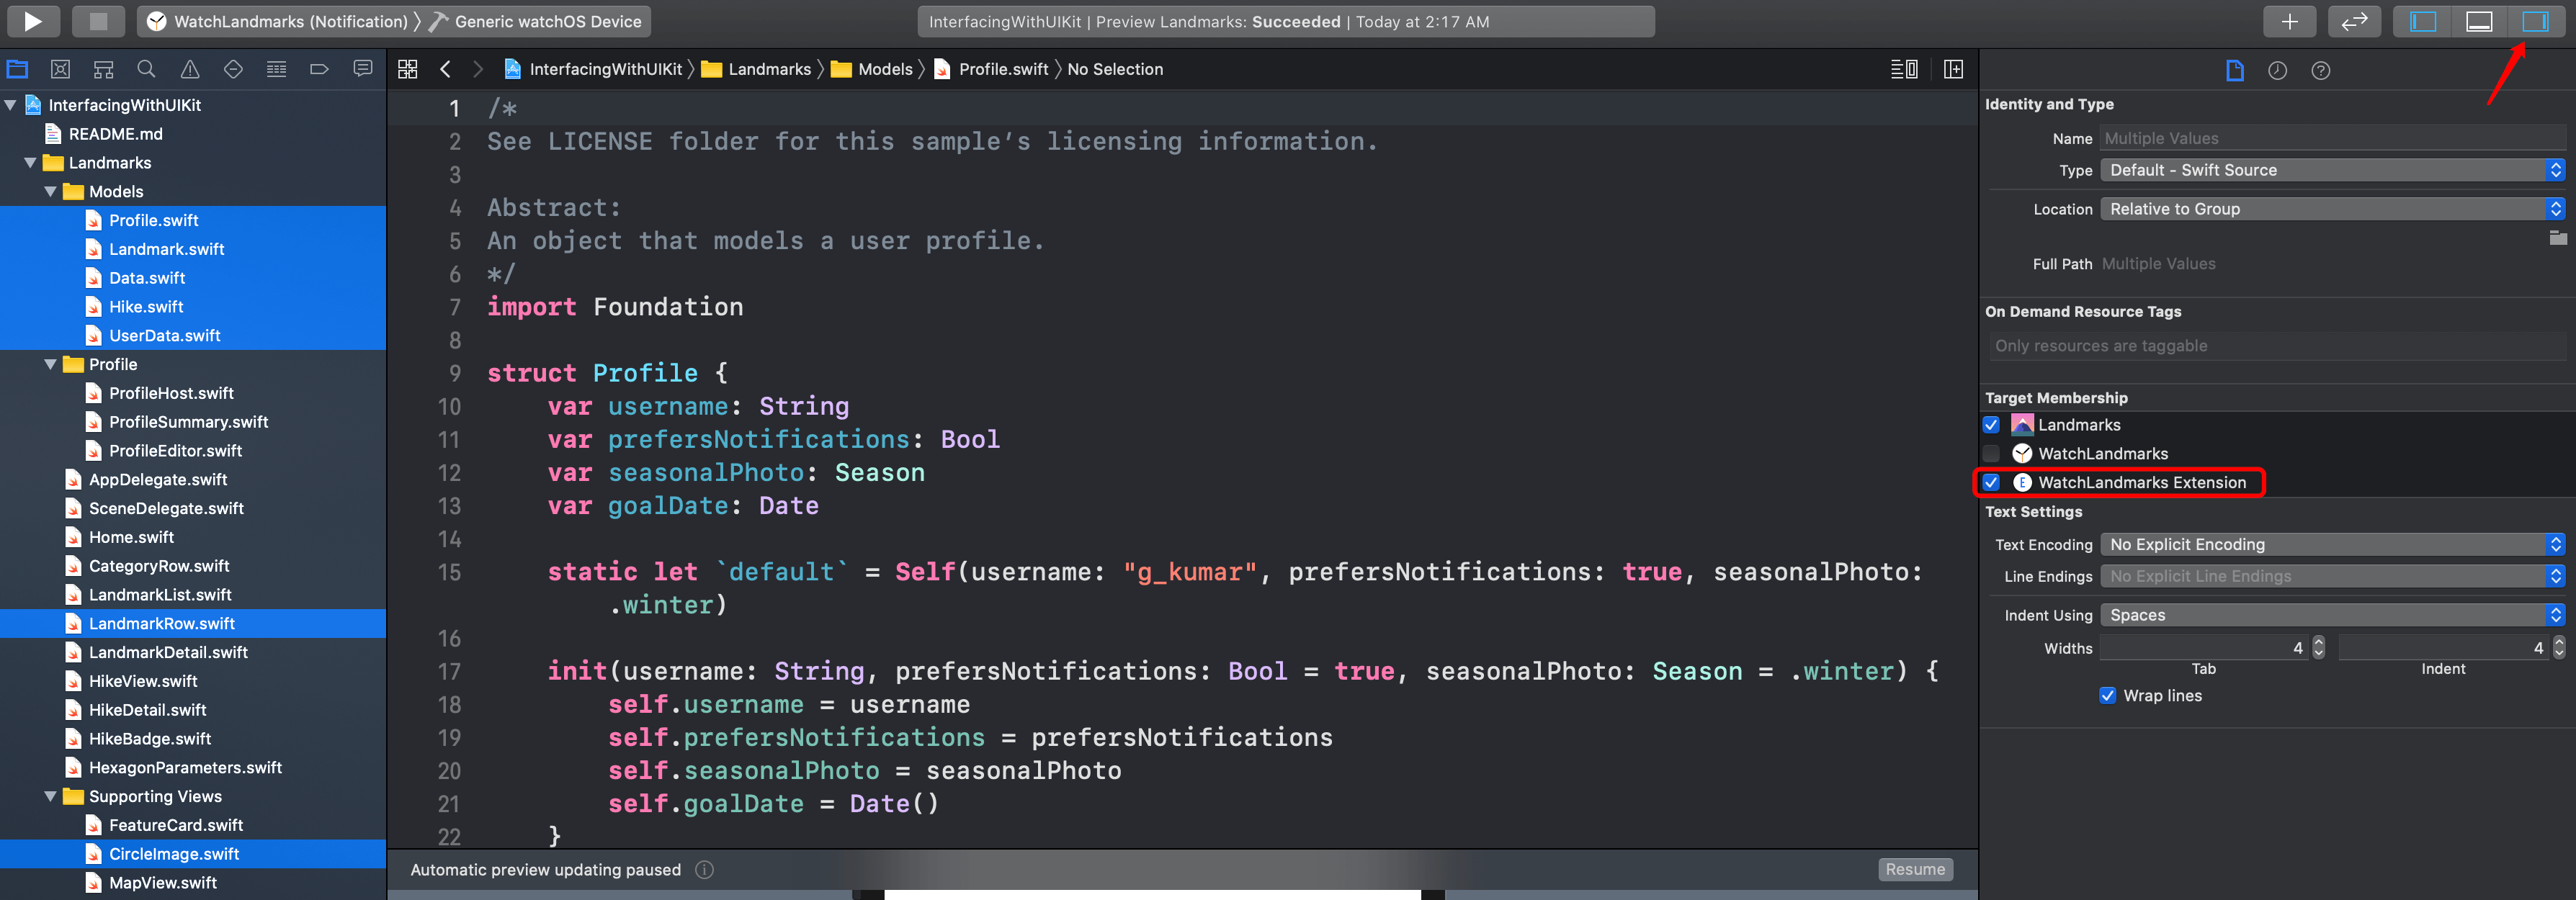 WatchLandmarks (Notification) 〉 Generic watchOS Device
InterfacingWithUIKit | Preview Landmarks: Succeeded | Today at 2:17 AM
InterfacingWithUIKit 〉 Landmarks 〉 Models 〉 Profile.swift 〉 No Selection
InterfacingWithUIKit
README.md
Landmarks
Models
Profile.swift
Landmark.swift
Data.swift
Hike.swift
UserData.swift
Profile
ProfileHost.swift
ProfileSummary.swift
ProfileEditor.swift
AppDelegate.swift
SceneDelegate.swift
Home.swift
CategoryRow.swift
LandmarkList.swift
LandmarkRow.swift
LandmarkDetail.swift
HikeView.swift
HikeDetail.swift
HikeBadge.swift
HexagonParameters.swift
Supporting Views
FeatureCard.swift
CircleImage.swift
MapView.swift
1 /*
2 See LICENSE folder for this sample’s licensing information.
3
4 Abstract:
5 An object that models a user profile.
6 */
7 import Foundation
8
9 struct Profile {
10 var username: String
11 var prefersNotifications: Bool
12 var seasonalPhoto: Season
13 var goalDate: Date
14
15 static let `default` = Self(username: "g_kumar", prefersNotifications: true, seasonalPhoto:
.winter)
16
17 init(username: String, prefersNotifications: Bool = true, seasonalPhoto: Season = .winter) {
18 self.username = username
19 self.prefersNotifications = prefersNotifications
20 self.seasonalPhoto = seasonalPhoto
21 self.goalDate = Date()
22 }
Automatic preview updating paused
Resume
Identity and Type
Name Multiple Values
Type Default - Swift Source
Location Relative to Group
Full Path Multiple Values
On Demand Resource Tags
Only resources are taggable
Target Membership
Landmarks
WatchLandmarks
E WatchLandmarks Extension
Text Settings
Text Encoding No Explicit Encoding
Line Endings No Explicit Line Endings
Indent Using Spaces
Widths 4 4
Tab Indent
Wrap lines